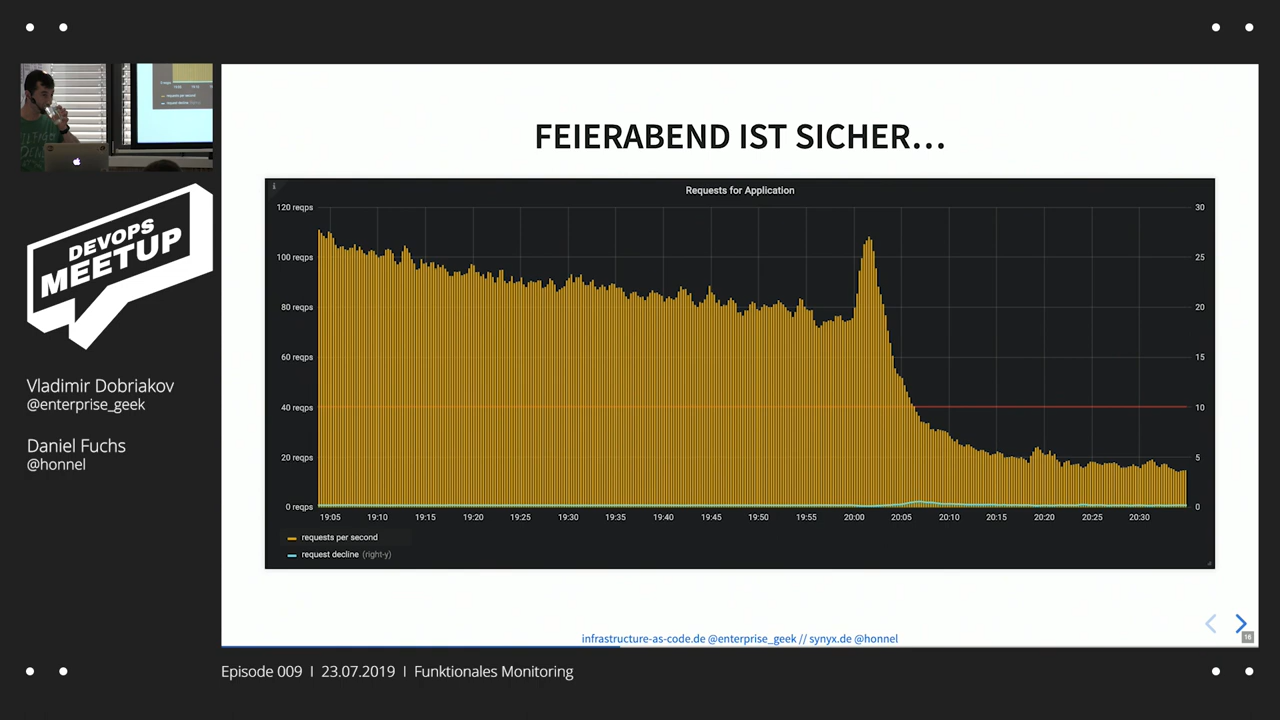 DEVOPS
MEETUP
Vladimir Dobriakov
@enterprise_geek
Daniel Fuchs
@honnel
FEIERABEND IST SICHER...
Requests for Application
120 reqps
100 reqps
80 reqps
60 reqps
40 reqps
20 reqps
0 reqps
30
25
20
15
10
5
0
19:05 19:10 19:15 19:20 19:25 19:30 19:35 19:40 19:45 19:50 19:55 20:00 20:05 20:10 20:15 20:20 20:25 20:30
requests per second
request decline (right-y)
infrastructure-as-code.de @enterprise_geek // synyx.de @honnel
16
Episode 009 I 23.07.2019 I Funktionales Monitoring